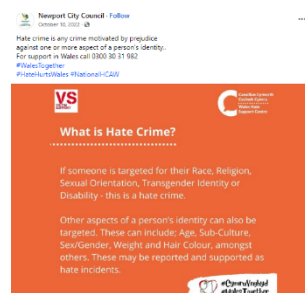 Newport City Council · Follow
October 10, 2022 ·
Hate crime is any crime motivated by prejudice
against one or more aspect of a person's identity..
For support in Wales call 0300 30 31 982
#WalesTogether
#HateHurtsWales #NationalHCAW
VS
What is Hate Crime?
If someone is targeted for their Race, Religion,
Sexual Orientation, Transgender Identity or
Disability - this is a hate crime.
Other aspects of a person's identity can also be
targeted. These can include: Age, Sub-Culture,
Sex/Gender, Weight and Hair Colour, amongst
others. These may be reported and supported as
hate incidents.